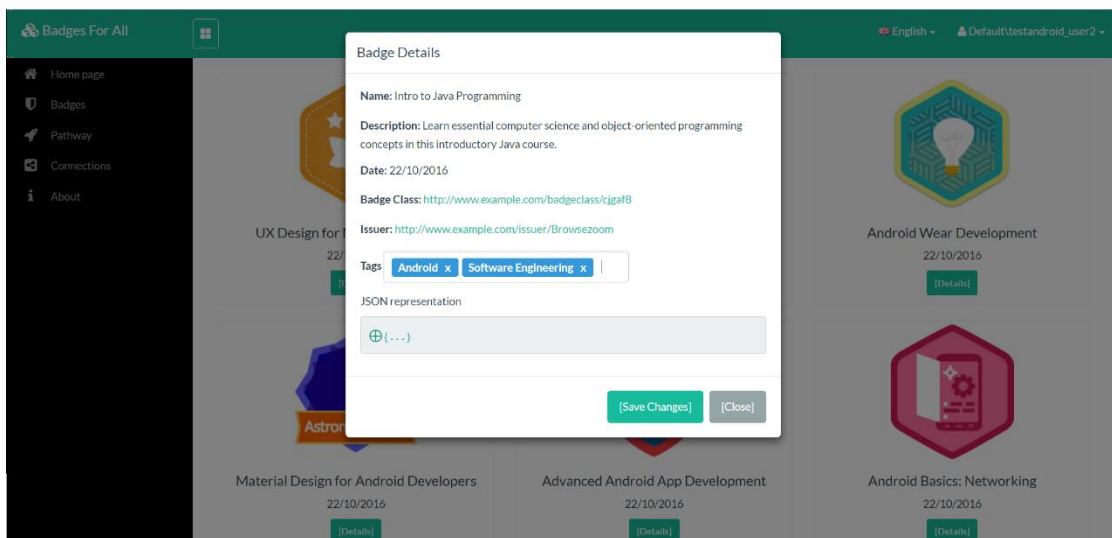 Badges For All
English
Default\testandroid_user2
Home page
Badges
Pathway
Connections
About
Badge Details
Name: Intro to Java Programming
Description: Learn essential computer science and object-oriented programming
concepts in this introductory Java course.
Date: 22/10/2016
Badge Class: http://www.example.com/badgeclass/cjgaf8
Issuer: http://www.example.com/issuer/Browsezoom
Tags Android x Software Engineering x
JSON representation
{...}
[Save Changes] [Close]
UX Design for
22/
Android Wear Development
22/10/2016
[Details]
Astron
Material Design for Android Developers
22/10/2016
[Details]
Advanced Android App Development
22/10/2016
[Details]
Android Basics: Networking
22/10/2016
[Details]